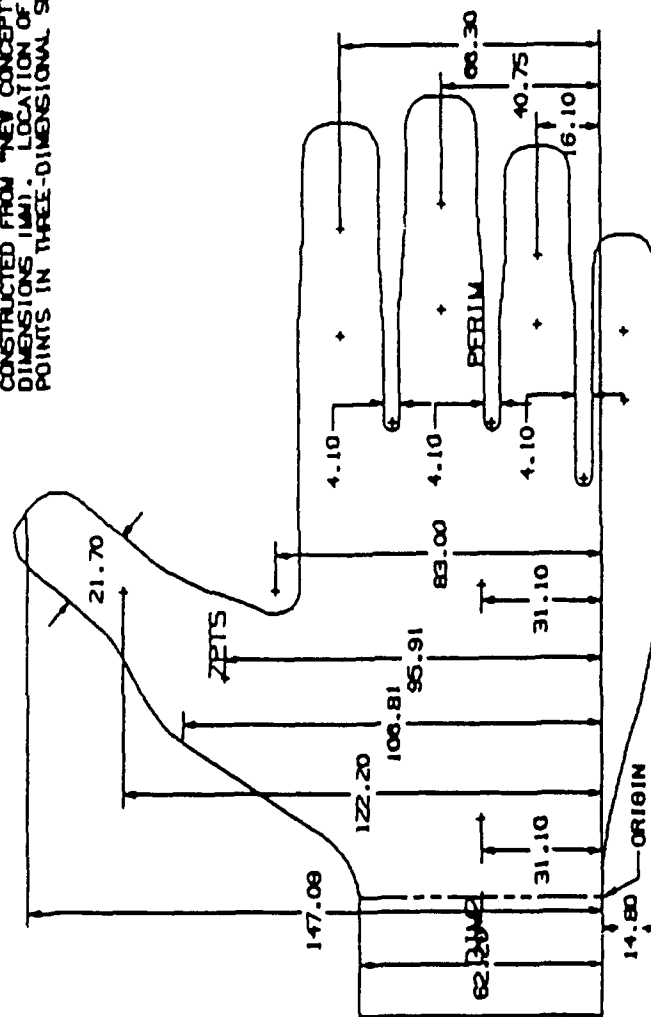 CONSTRUCTED FROM "NEW CONCEPT
DIMENSIONS (MM). LOCATION OF
POINTS IN THREE-DIMENSIONAL S
66.30
40.75
16.10
PERIM
4.10
4.10
4.10
21.70
83.00
31.10
ZPTS
95.91
106.81
122.20
31.10
147.09
ORIGIN
14.80